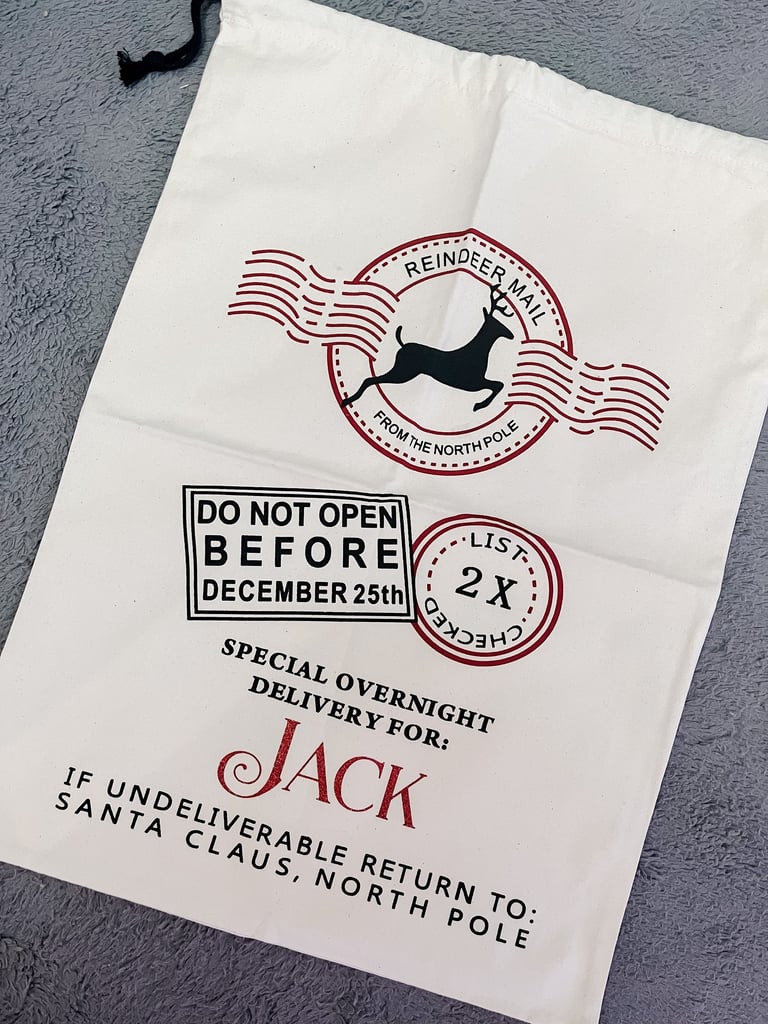 REINDEER MAIL
FROM THE NORTH POLE
DO NOT OPEN
BEFORE
DECEMBER 25th
LIST
2X
CHECKED
SPECIAL OVERNIGHT
DELIVERY FOR:
JACK
IF UNDELIVERABLE RETURN TO:
SANTA CLAUS, NORTH POLE